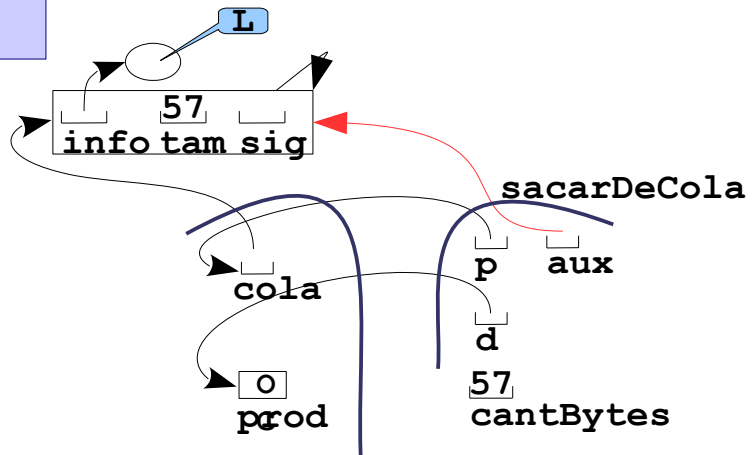 L
57
info tam sig
sacarDeCola
p aux
cola
d
O
57
prod
cantBytes